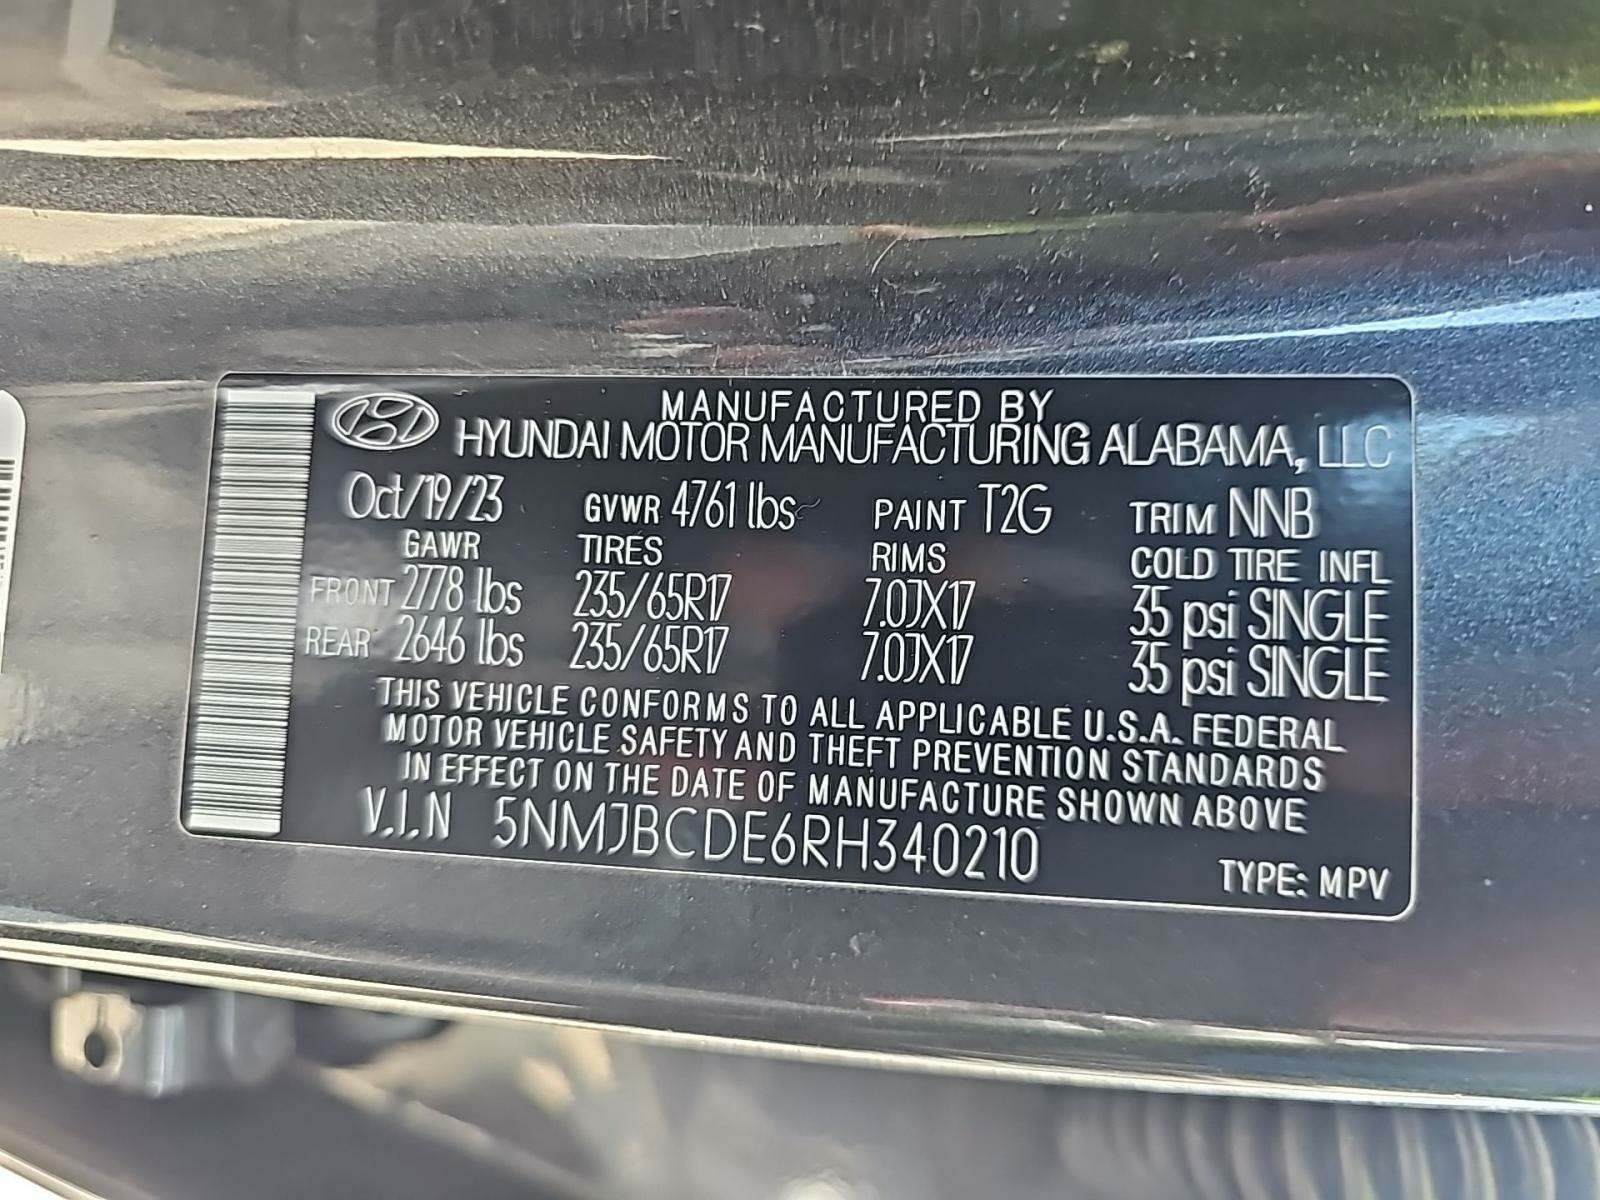 MANUFACTURED BY
HYUNDAI MOTOR MANUFACTURING ALABAMA, LLC
Oct/19/23 GVWR 4761 lbs PAINT T2G TRIM NNB
GAWR TIRES RIMS COLD TIRE INFL
FRONT 2778 lbs 235/65R17 7.0JX17 35 psi SINGLE
REAR 2646 lbs 235/65R17 7.0JX17 35 psi SINGLE
THIS VEHICLE CONFORMS TO ALL APPLICABLE U.S.A. FEDERAL
MOTOR VEHICLE SAFETY AND THEFT PREVENTION STANDARDS
IN EFFECT ON THE DATE OF MANUFACTURE SHOWN ABOVE
V.I.N 5NMJBCDE6RH340210
TYPE: MPV